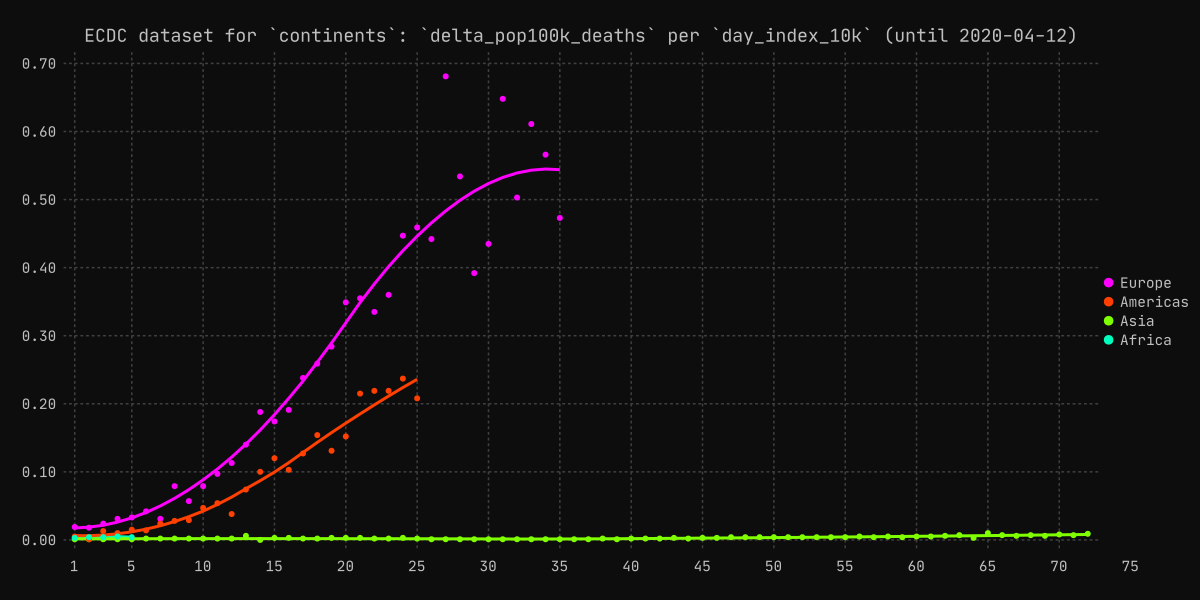 ECDC dataset for `continents`: `delta_pop100k_deaths` per `day_index_10k` (until 2020-04-12)
0.70
0.60
0.50
0.40
0.30
0.20
0.10
0.00
Europe
Americas
Asia
Africa
1 5 10 15 20 25 30 35 40 45 50 55 60 65 70 75